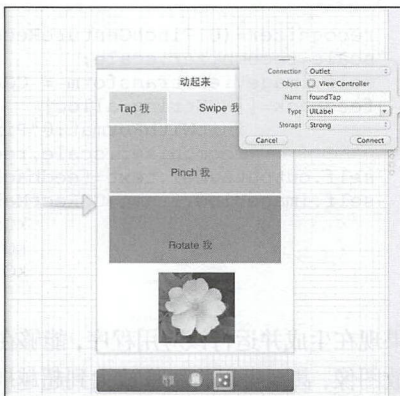 动起来
Tap 我
Swipe 我
Pinch 我
Rotate 我
Connection Outlet
Object View Controller
Name foundTap
Type UILabel
Storage Strong
Cancel Connect